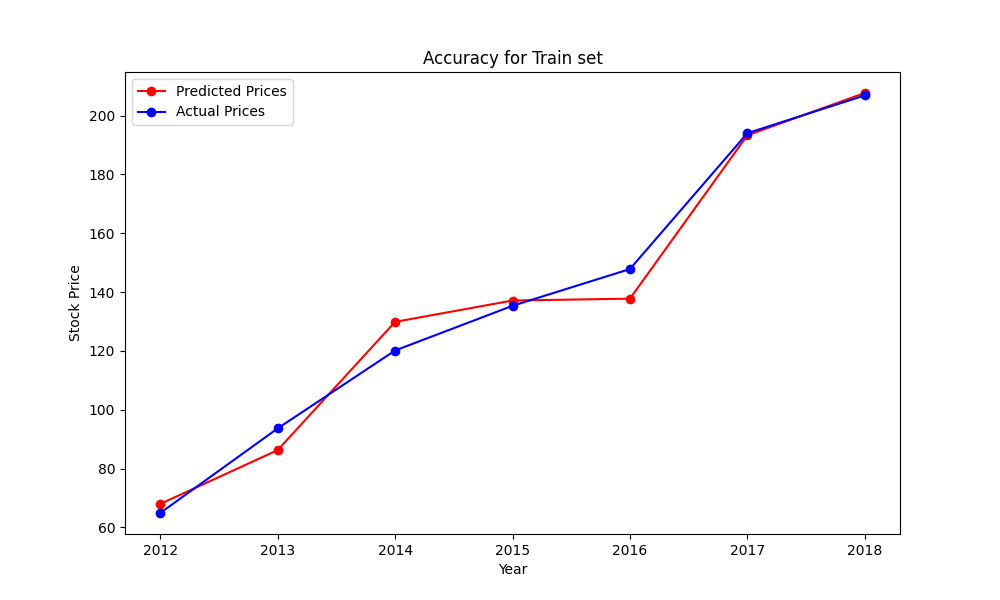 Accuracy for Train set
Predicted Prices
Actual Prices
200
180
160
140
120
100
80
60
Stock Price
2012 2013 2014 2015 2016 2017 2018
Year